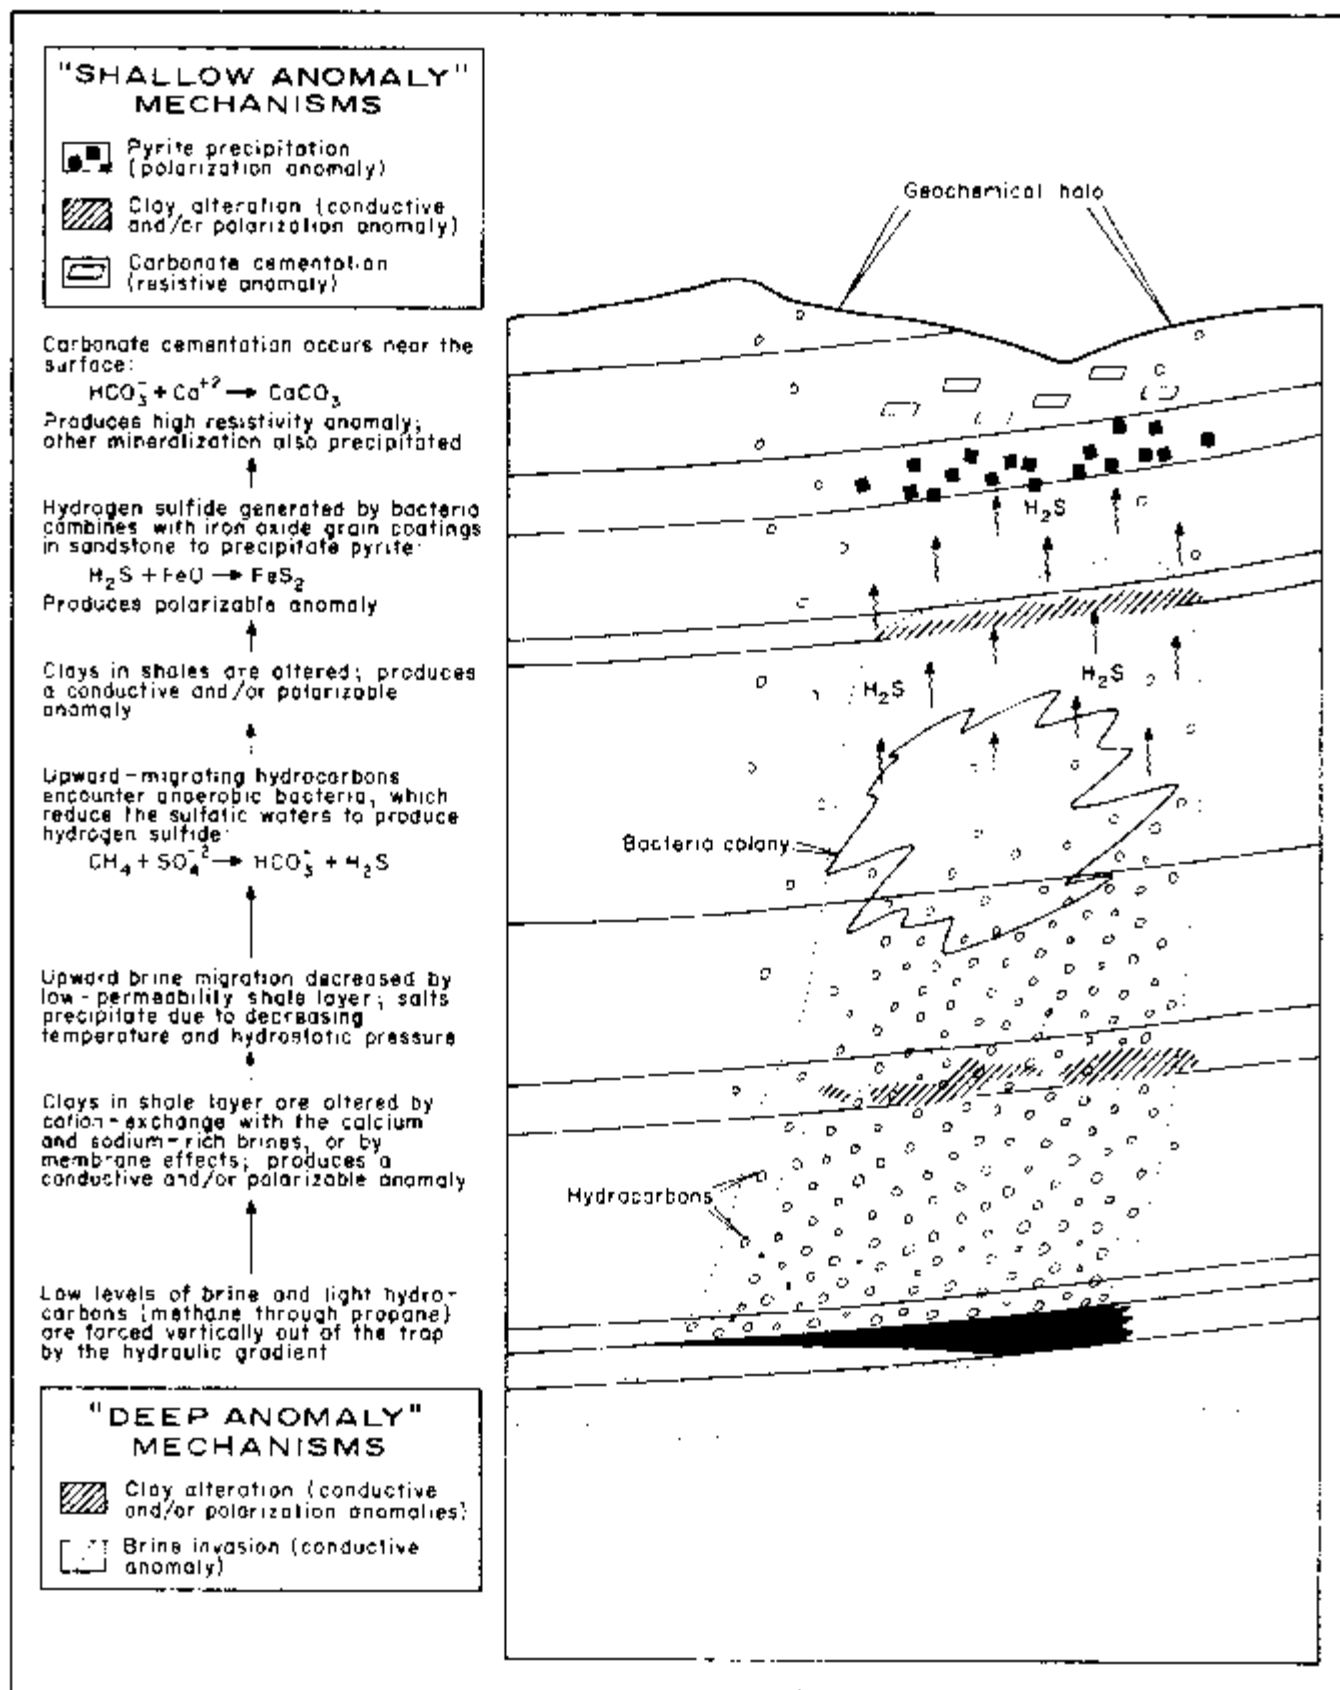 "SHALLOW ANOMALY"
MECHANISMS
Pyrite precipitation
(polarization anomaly)
Clay alteration (conductive
and/or polarization anomaly)
Carbonate cementation
(resistive anomaly)
Carbonate cementation occurs near the
surface:
HCO₃⁻ + Ca⁺² → CaCO₃
Produces high resistivity anomaly;
other mineralization also precipitated
Hydrogen sulfide generated by bacteria
combines with iron oxide grain coatings
in sandstone to precipitate pyrite:
H₂S + FeO → FeS₂
Produces polarizable anomaly
Clays in shales are altered; produces
a conductive and/or polarizable
anomaly
Upward-migrating hydrocarbons
encounter anaerobic bacteria, which
reduce the sulfatic waters to produce
hydrogen sulfide:
CH₄ + SO₄⁻² → HCO₃⁻ + H₂S
Upward brine migration decreased by
low-permeability shale layer; salts
precipitate due to decreasing
temperature and hydrostatic pressure
Clays in shale layer are altered by
cation-exchange with the calcium
and sodium-rich brines, or by
membrane effects; produces a
conductive and/or polarizable anomaly
Low levels of brine and light hydro-
carbons (methane through propane)
are forced vertically out of the trap
by the hydraulic gradient
"DEEP ANOMALY"
MECHANISMS
Clay alteration (conductive
and/or polarization anomalies)
Brine invasion (conductive
anomaly)
Geochemical halo
H₂S
H₂S
H₂S
Bacteria colony
Hydrocarbons